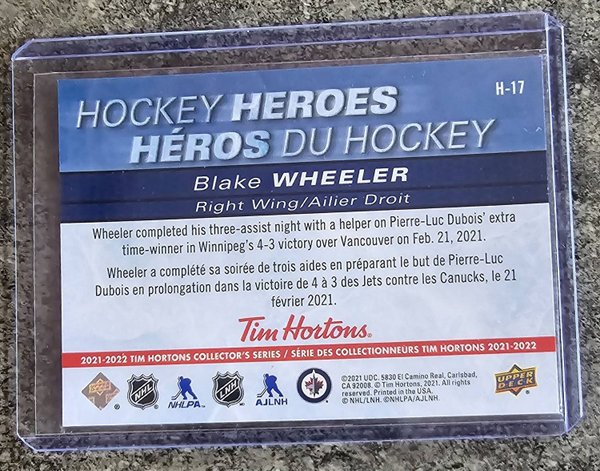 H-17
HOCKEY HEROES
HÉROS DU HOCKEY
Blake WHEELER
Right Wing/Ailier Droit
Wheeler completed his three-assist night with a helper on Pierre-Luc Dubois' extra
time-winner in Winnipeg's 4-3 victory over Vancouver on Feb. 21, 2021.
Wheeler a complété sa soirée de trois aides en préparant le but de Pierre-Luc
Dubois en prolongation dans la victoire de 4 à 3 des Jets contre les Canucks, le 21
février 2021.
Tim Hortons®
2021-2022 TIM HORTONS COLLECTOR'S SERIES / SÉRIE DES COLLECTIONNEURS TIM HORTONS 2021-2022
©2021 UDC. 5830 El Camino Real, Carlsbad,
CA 92008. © Tim Hortons, 2021. All rights
reserved. Printed in the USA.
© NHL/LNH. ©NHLPA/AJLNH.
NHL
NHLPA
LNH
AJLNH
UPPER
DECK